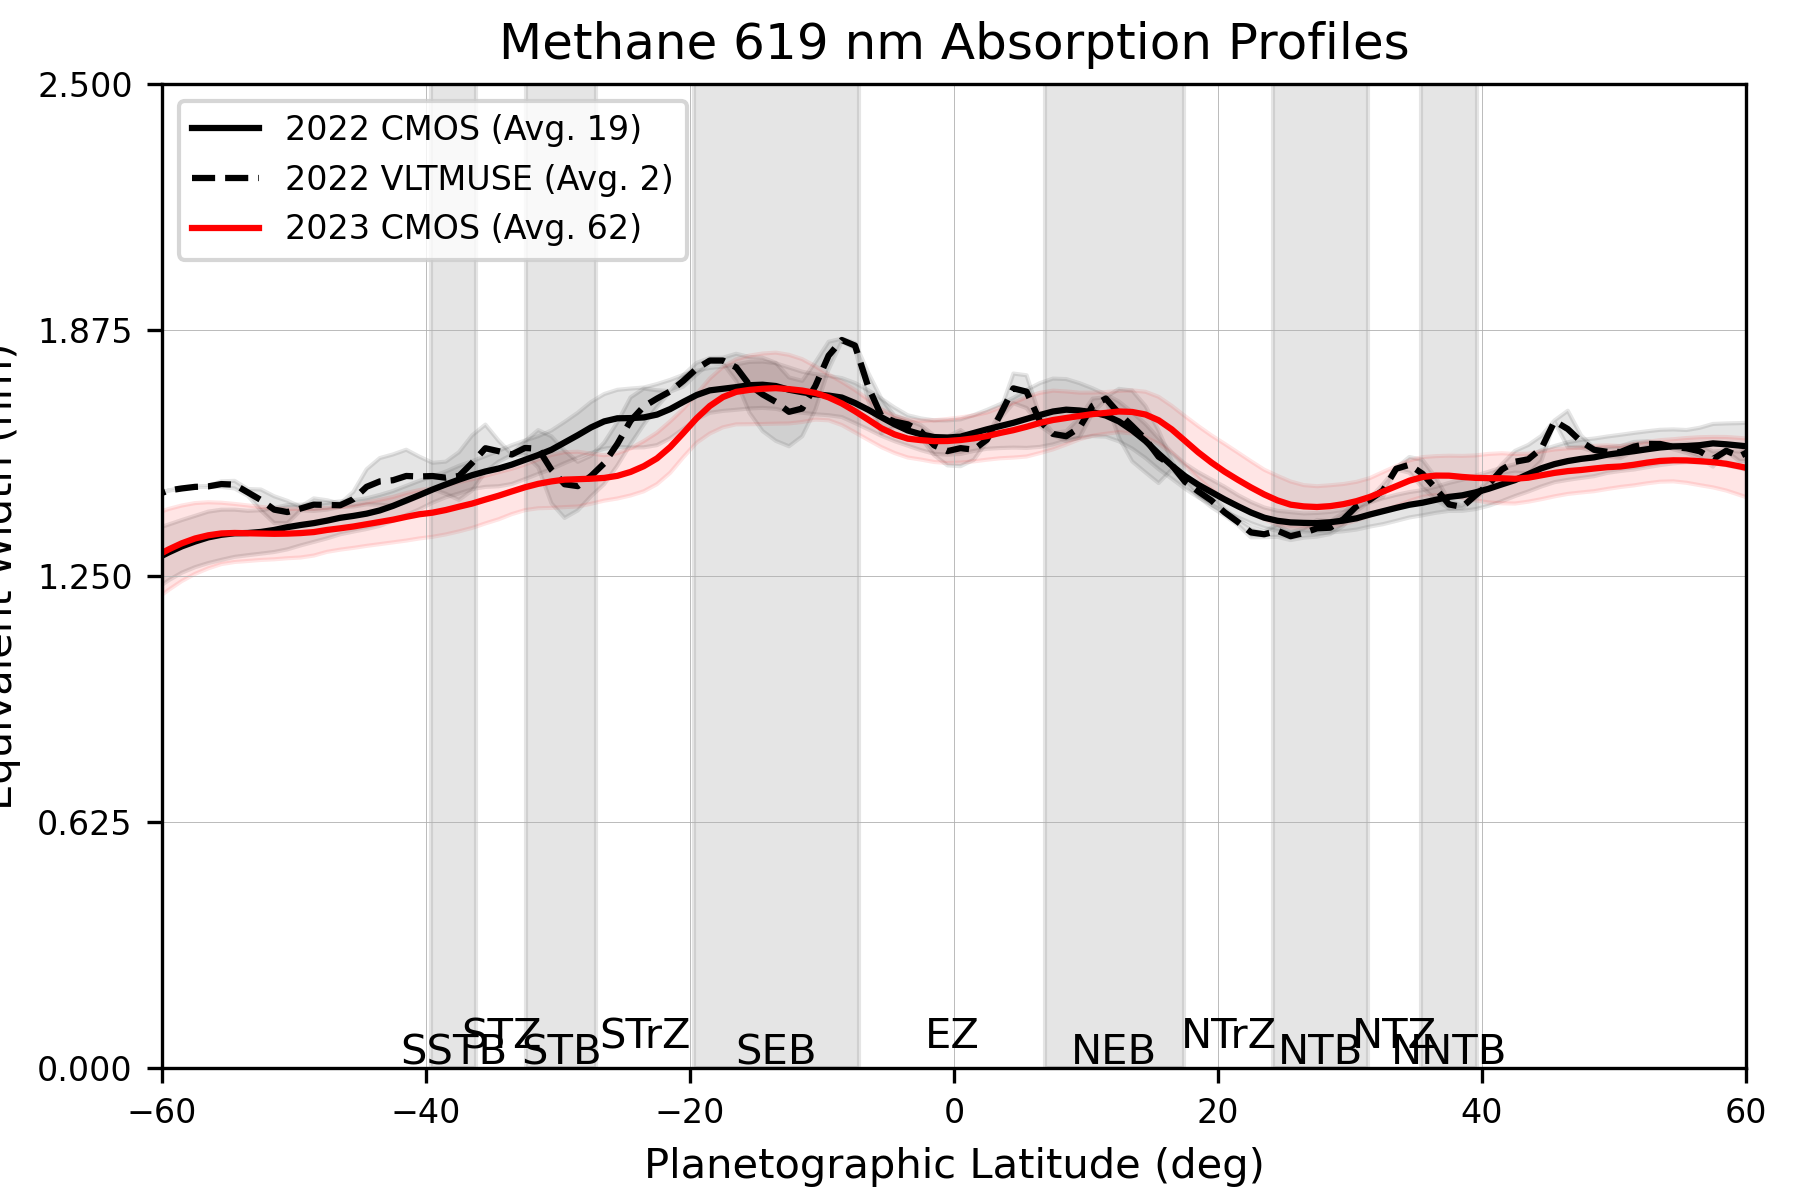 Methane 619 nm Absorption Profiles
2.500
1.875
1.250
0.625
0.000
Equivalent Width (nm)
2022 CMOS (Avg. 19)
2022 VLTMUSE (Avg. 2)
2023 CMOS (Avg. 62)
STZ STrZ EZ NTrZ NTZ
SSTB STB SEB NEB NTB NNTB
−60 −40 −20 0 20 40 60
Planetographic Latitude (deg)